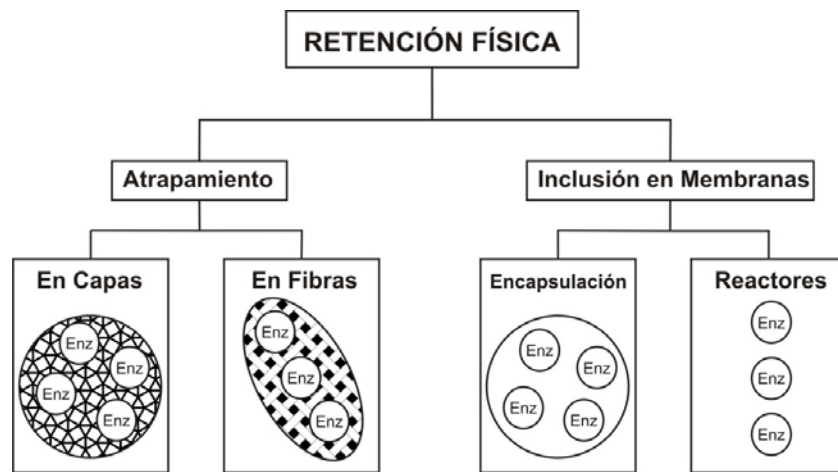 RETENCIÓN FÍSICA
Atrapamiento
Inclusión en Membranas
En Capas
Enz
Enz
Enz
Enz
En Fibras
Enz
Enz
Enz
Encapsulación
Enz
Enz
Enz
Enz
Reactores
Enz
Enz
Enz